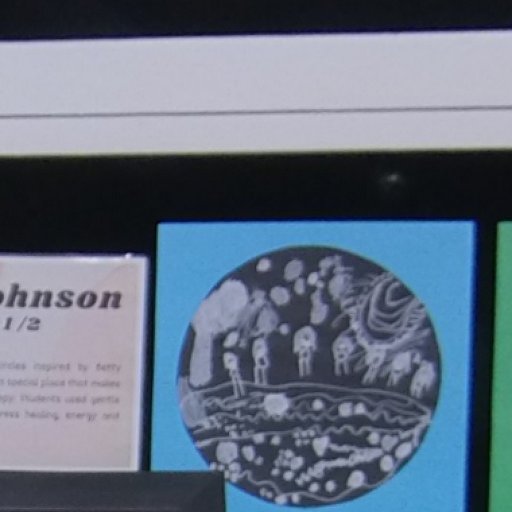 ohnson
1/2
circles inspired by Betty
a special place that makes
ppy. Students used gentle
ress healing, energy and